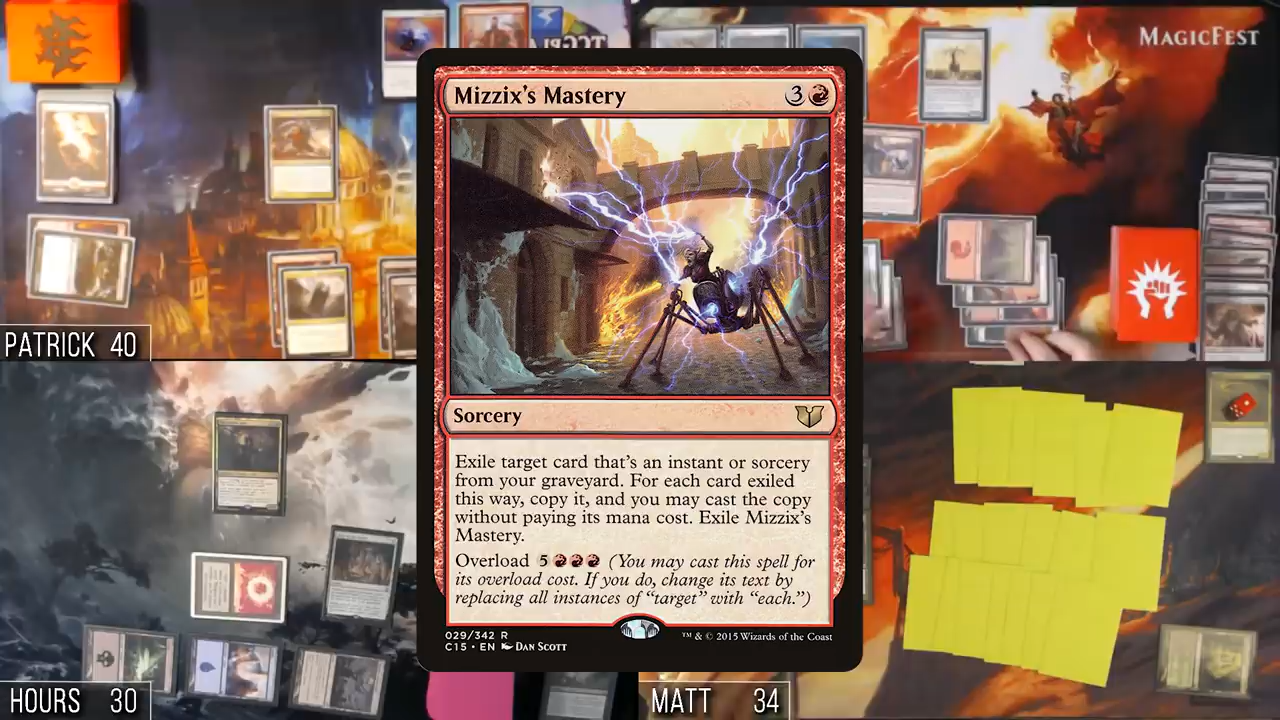 MAGICFEST
Mizzix's Mastery 3
Sorcery
Exile target card that's an instant or sorcery
from your graveyard. For each card exiled
this way, copy it, and you may cast the copy
without paying its mana cost. Exile Mizzix's
Mastery.
Overload 5 (You may cast this spell for
its overload cost. If you do, change its text by
replacing all instances of "target" with "each.")
029/342 R
C15 • EN DAN SCOTT
™ & © 2015 Wizards of the Coast
PATRICK 40
HOURS 30
MATT 34